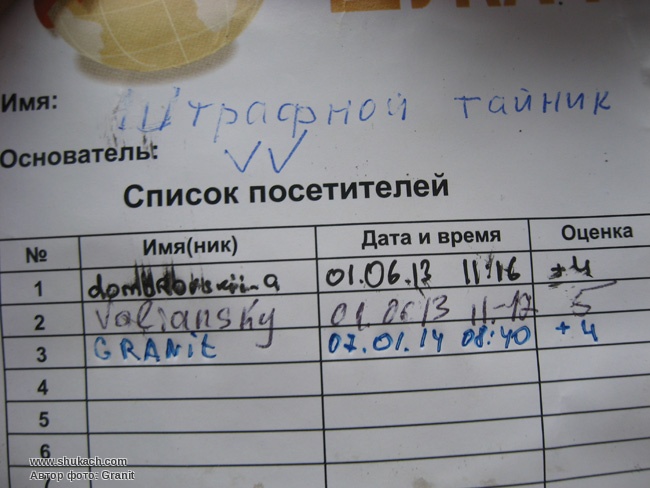 Имя: Штрафной тайник
Основатель: VV
Список посетителей
№ Имя(ник) Дата и время Оценка
1 01.06.13 11:16 +4
2 Valiansky 01.06.13 11-17 5
3 GRANit 07.01.14 08:40 +4
4
5
6
www.shukach.com
Автор фото: Granit